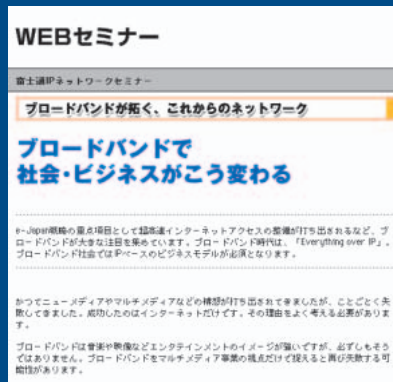 WEBセミナー
富士通IPネットワークセミナー
ブロードバンドが拓く、これからのネットワーク
ブロードバンドで
社会・ビジネスがこう変わる
e-Japan戦略の重点項目として超高速インターネットアクセスの整備が打ち出されるなど、ブ
ロードバンドが大きな注目を集めています。ブロードバンド時代は、「Everything over IP」。
ブロードバンド社会ではIPベースのビジネスモデルが必須となります。
かつてニューメディアやマルチメディアなどの構想が打ち出されてきましたが、ことごとく失
敗してきました。成功したのはインターネットだけです。その理由をよく考える必要がありま
す。
ブロードバンドは音楽や映像などエンタテインメントのイメージが強いですが、必ずしもそう
ではありません。ブロードバンドをマルチメディア事業の視点だけで捉えると再び失敗する可
能性があります。